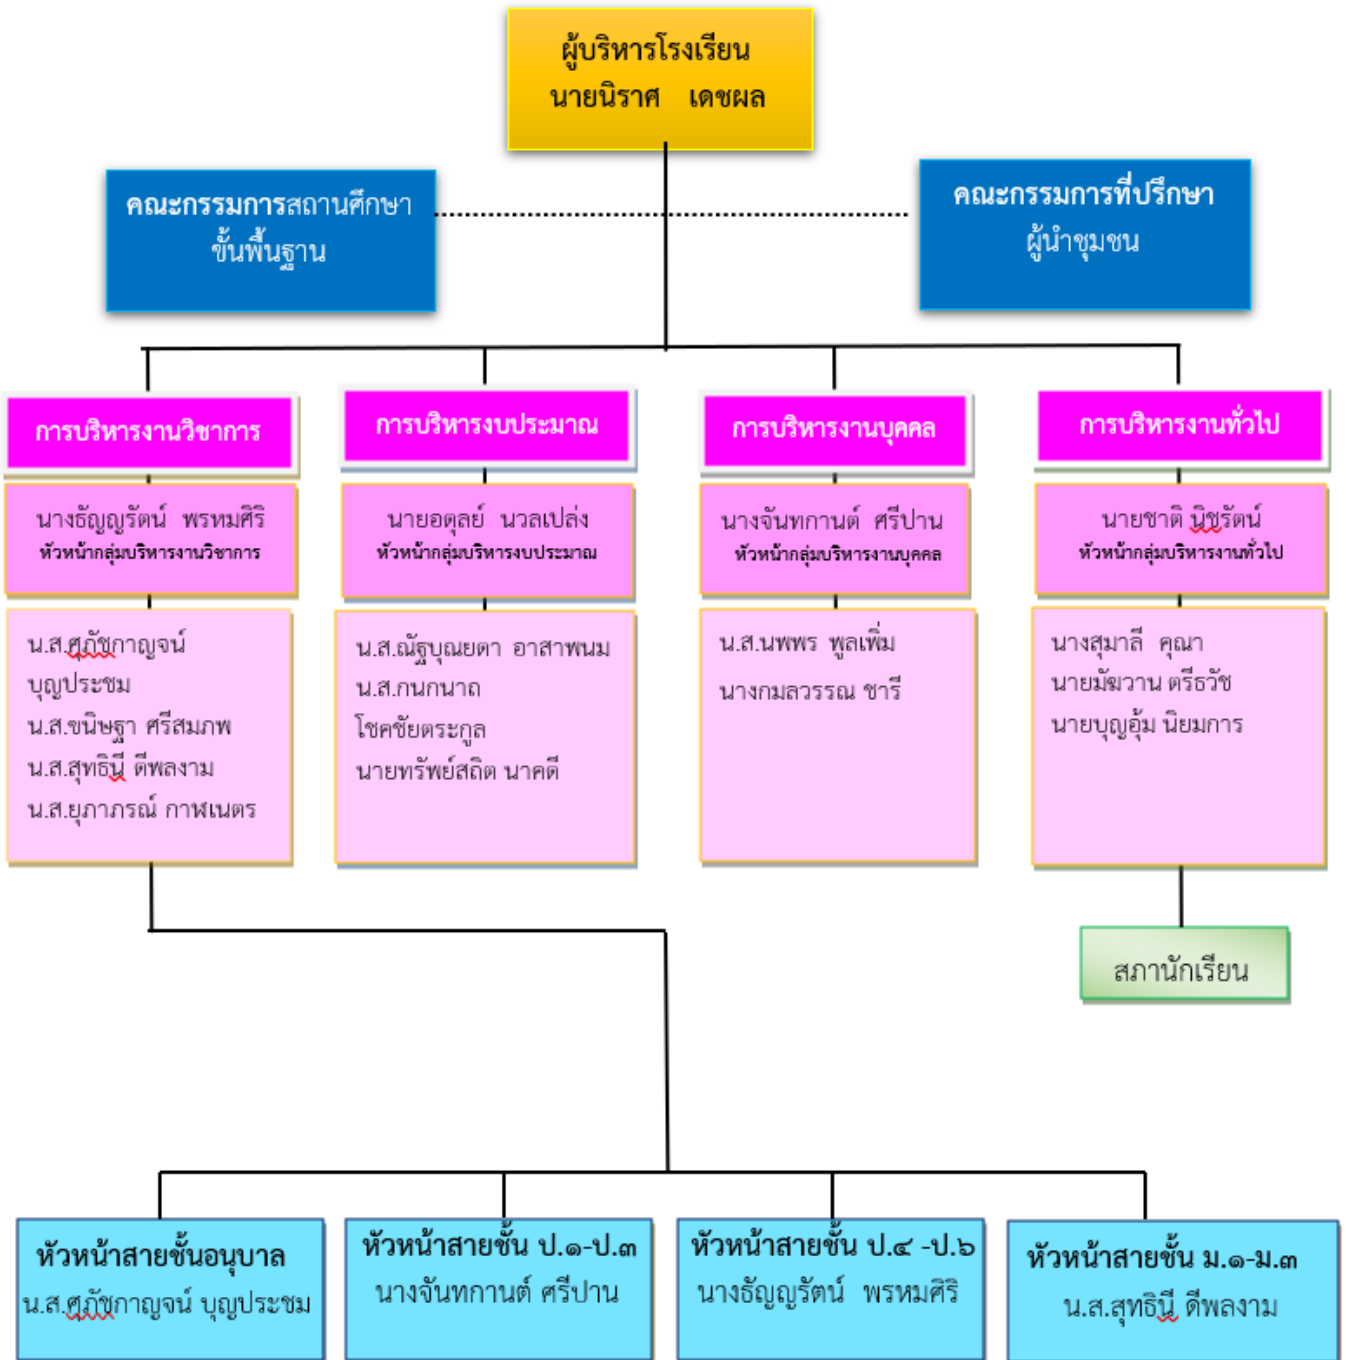 ผู้บริหารโรงเรียน
นายนิราศ เดชผล
คณะกรรมการสถานศึกษา
ขั้นพื้นฐาน
คณะกรรมการที่ปรึกษา
ผู้นำชุมชน
การบริหารงานวิชาการ
นางธัญญรัตน์ พรหมศิริ
หัวหน้ากลุ่มบริหารงานวิชาการ
น.ส.ศุภัชกาญจน์
บุญประชม
น.ส.ขนิษฐา ศรีสมภพ
น.ส.สุทธินี ดีพลงาม
น.ส.ยุภาภรณ์ กาฬเนตร
การบริหารงบประมาณ
นายอตุลย์ นวลเปล่ง
หัวหน้ากลุ่มบริหารงบประมาณ
น.ส.ณัฐบุณยตา อาสาพนม
น.ส.กนกนาถ
โชคชัยตระกูล
นายทรัพย์สถิต นาคดี
การบริหารงานบุคคล
นางจันทกานต์ ศรีปาน
หัวหน้ากลุ่มบริหารงานบุคคล
น.ส.นพพร พูลเพิ่ม
นางกมลวรรณ ชารี
การบริหารงานทั่วไป
นายชาติ นิชรัตน์
หัวหน้ากลุ่มบริหารงานทั่วไป
นางสุมาลี คุณา
นายมัฆวาน ตรีธวัช
นายบุญอุ้ม นิยมการ
สภานักเรียน
หัวหน้าสายชั้นอนุบาล
น.ส.ศุภัชกาญจน์ บุญประชม
หัวหน้าสายชั้น ป.๑-ป.๓
นางจันทกานต์ ศรีปาน
หัวหน้าสายชั้น ป.๔ -ป.๖
นางธัญญรัตน์ พรหมศิริ
หัวหน้าสายชั้น ม.๑-ม.๓
น.ส.สุทธินี ดีพลงาม